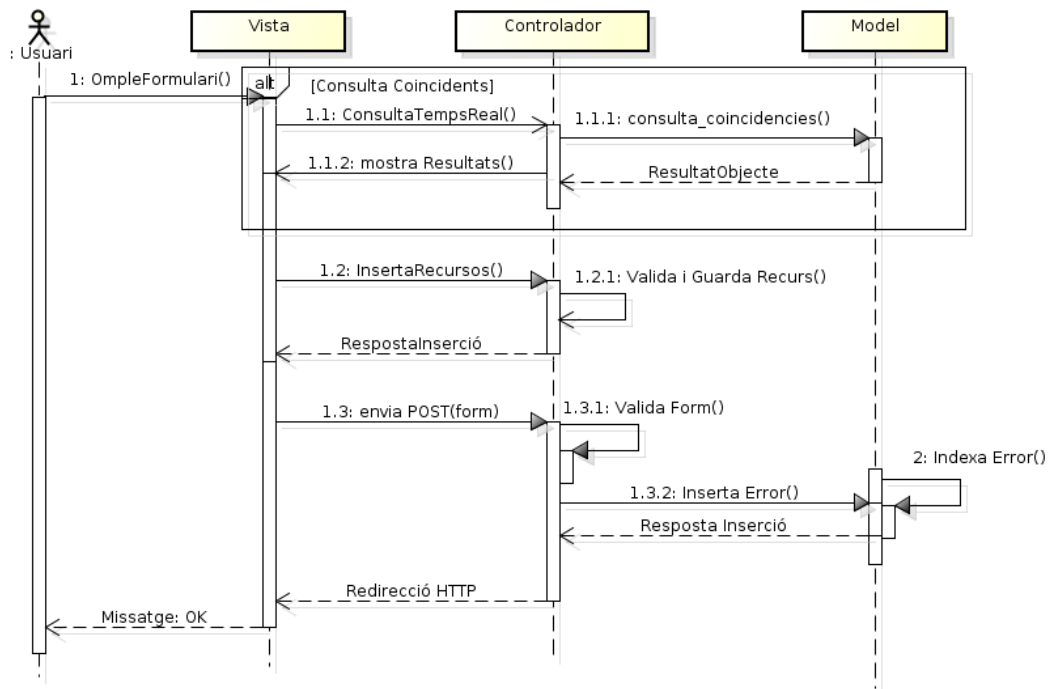 : Usuari
Vista
Controlador
Model
1: OmpleFormulari()
alt
[Consulta Coincidents]
1.1: ConsultaTempsReal()
1.1.1: consulta_coincidencies()
1.1.2: mostra Resultats()
ResultatObjecte
1.2: InsertaRecursos()
1.2.1: Valida i Guarda Recurs()
RespostaInserció
1.3: envia POST(form)
1.3.1: Valida Form()
2: Indexa Error()
1.3.2: Inserta Error()
Resposta Inserció
Redirecció HTTP
Missatge: OK